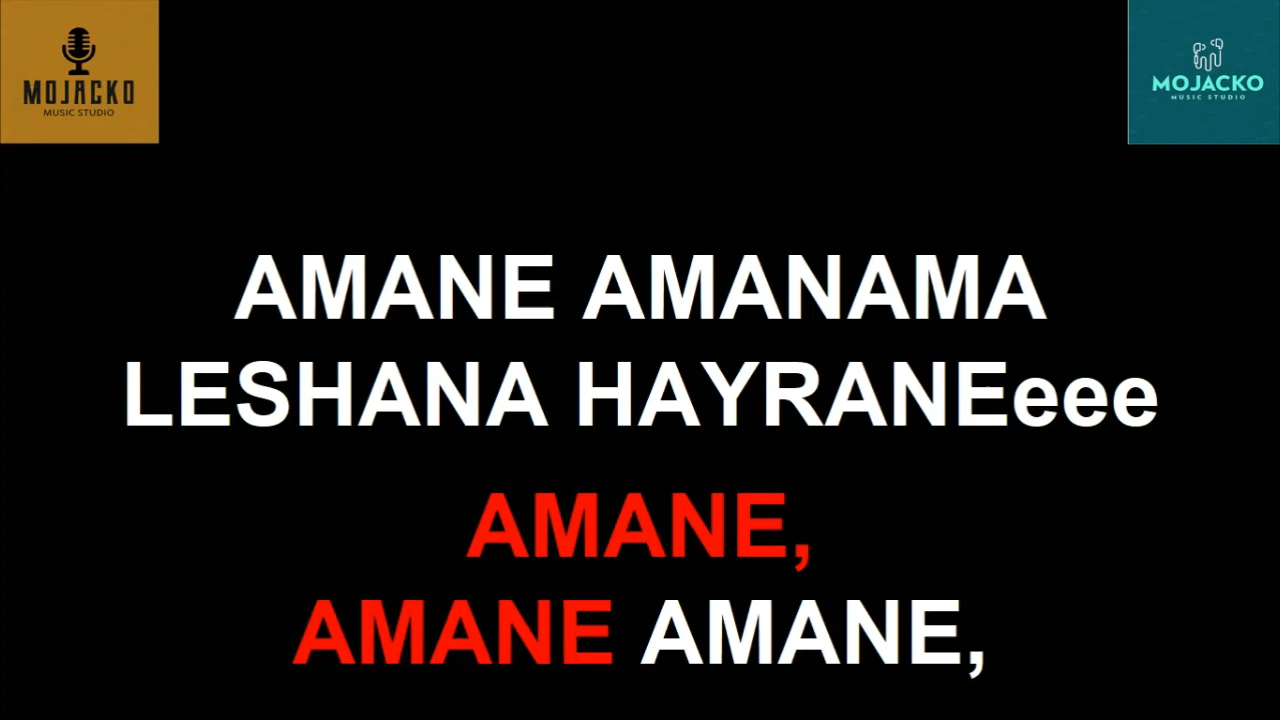 MOJACKO
MUSIC STUDIO
MOJACKO
MUSIC STUDIO
AMANE AMANAMA
LESHANA HAYRANEeee
AMANE,
AMANE AMANE,